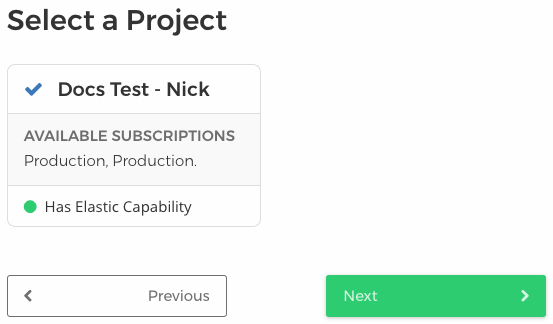 Select a Project
Docs Test - Nick
AVAILABLE SUBSCRIPTIONS
Production, Production.
Has Elastic Capability
Previous
Next